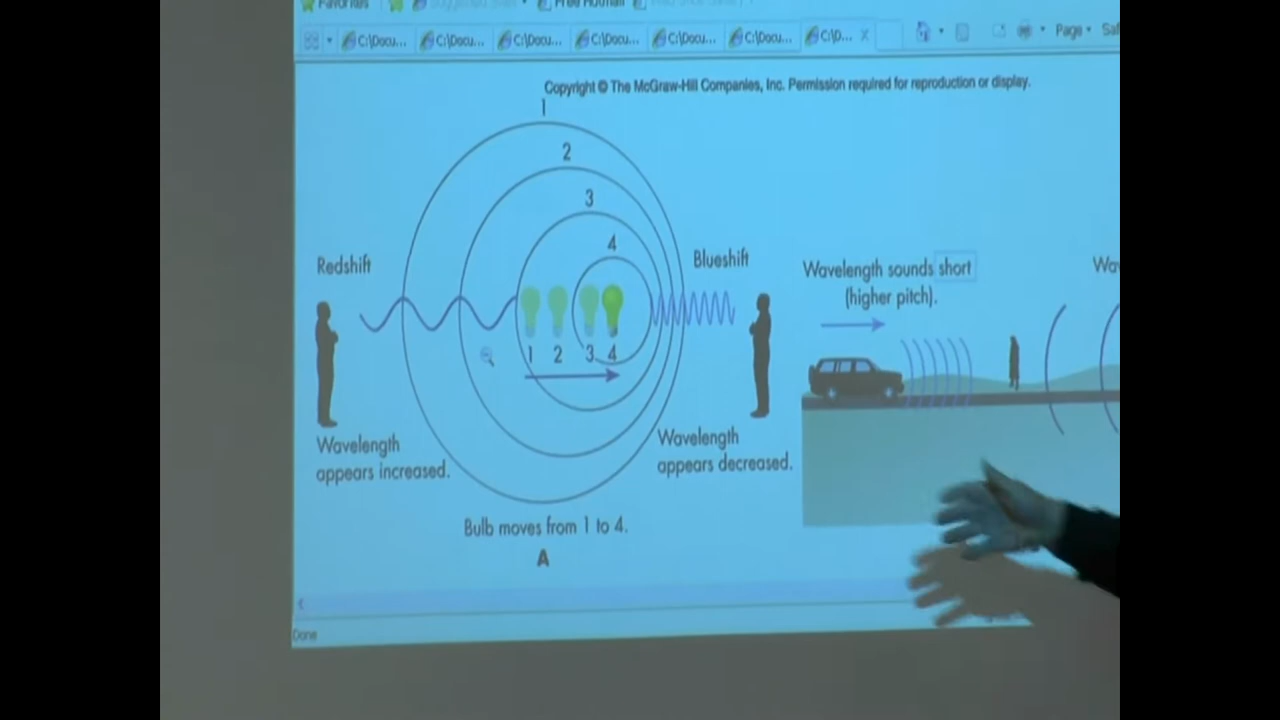 Favorites
Free Hotmail
C:\Docu... C:\Docu... C:\Docu... C:\Docu... C:\Docu... C:\Docu... C:\D... Page
Copyright © The McGraw-Hill Companies, Inc. Permission required for reproduction or display.
1
2
3
4
Redshift
Blueshift
1 2 3 4
Wavelength
appears increased.
Wavelength
appears decreased.
Bulb moves from 1 to 4.
A
Wavelength sounds short
(higher pitch).
Done